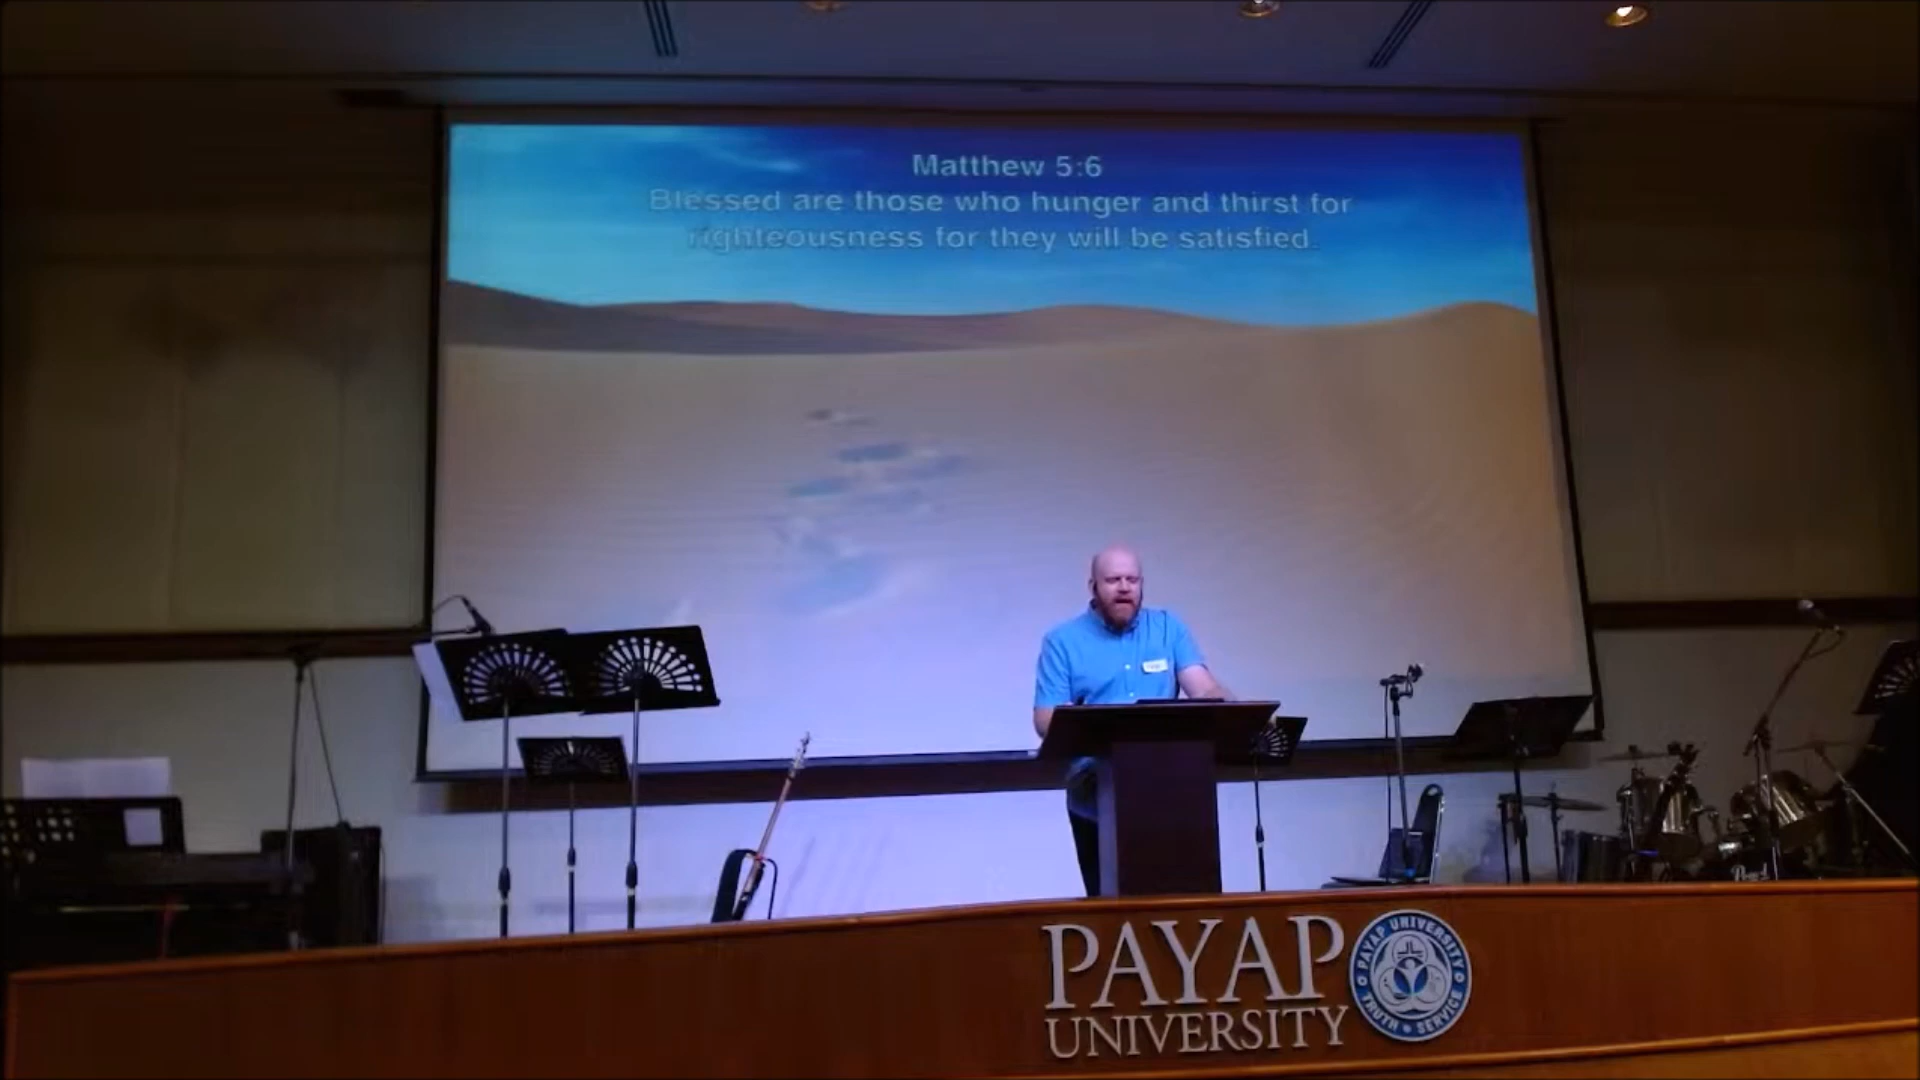 Matthew 5:6
Blessed are those who hunger and thirst for
righteousness for they will be satisfied.
Pearl
PAYAP
UNIVERSITY
PAYAP UNIVERSITY
TRUTH SERVICE